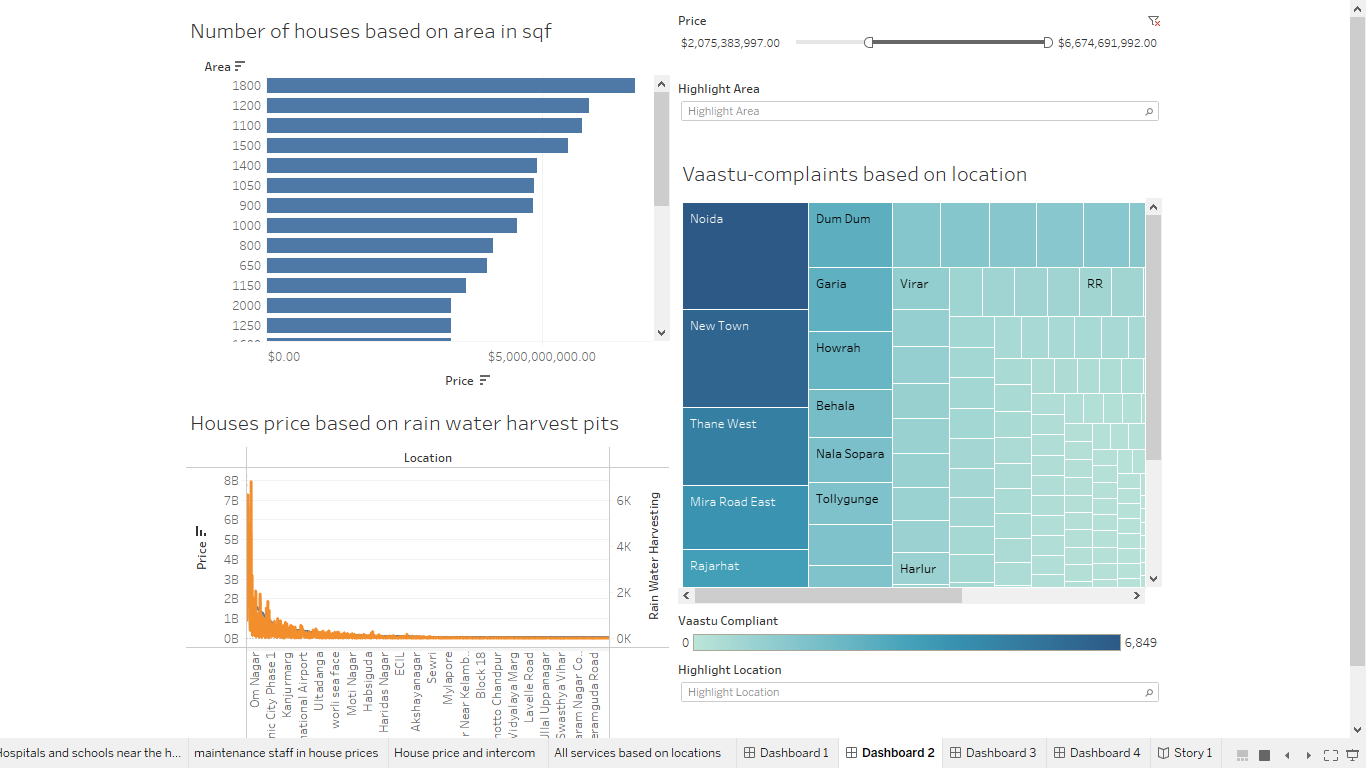 Number of houses based on area in sqf
Area
1800
1200
1100
1500
1400
1050
900
1000
800
650
1150
2000
1250
$0.00
$5,000,000,000.00
Price
Houses price based on rain water harvest pits
Location
Price
8B
7B
6B
5B
4B
3B
2B
1B
0B
6K
4K
2K
0K
Rain Water Harvesting
Om Nagar
nic City Phase 1
Kanjurmarg
national Airport
Ultadanga
worli sea face
Moti Nagar
Habsiguda
Haridas Nagar
ECIL
Akshayanagar
Sewri
Mylapore
r Near Kelamb..
Block 18
notto Chandpur
Vidyalaya Marg
Lavelle Road
Ullal Uppanagar
Swasthya Vihar
aram Nagar Co..
eramguda Road
Price
$2,075,383,997.00
$6,674,691,992.00
Highlight Area
Highlight Area
Vaastu-complaints based on location
Noida
New Town
Thane West
Mira Road East
Rajarhat
Dum Dum
Garia
Howrah
Behala
Nala Sopara
Tollygunge
Virar
RR
Harlur
Vaastu Compliant
0
6,849
Highlight Location
Highlight Location
Hospitals and schools near the h...
maintenance staff in house prices
House price and intercom
All services based on locations
Dashboard 1
Dashboard 2
Dashboard 3
Dashboard 4
Story 1